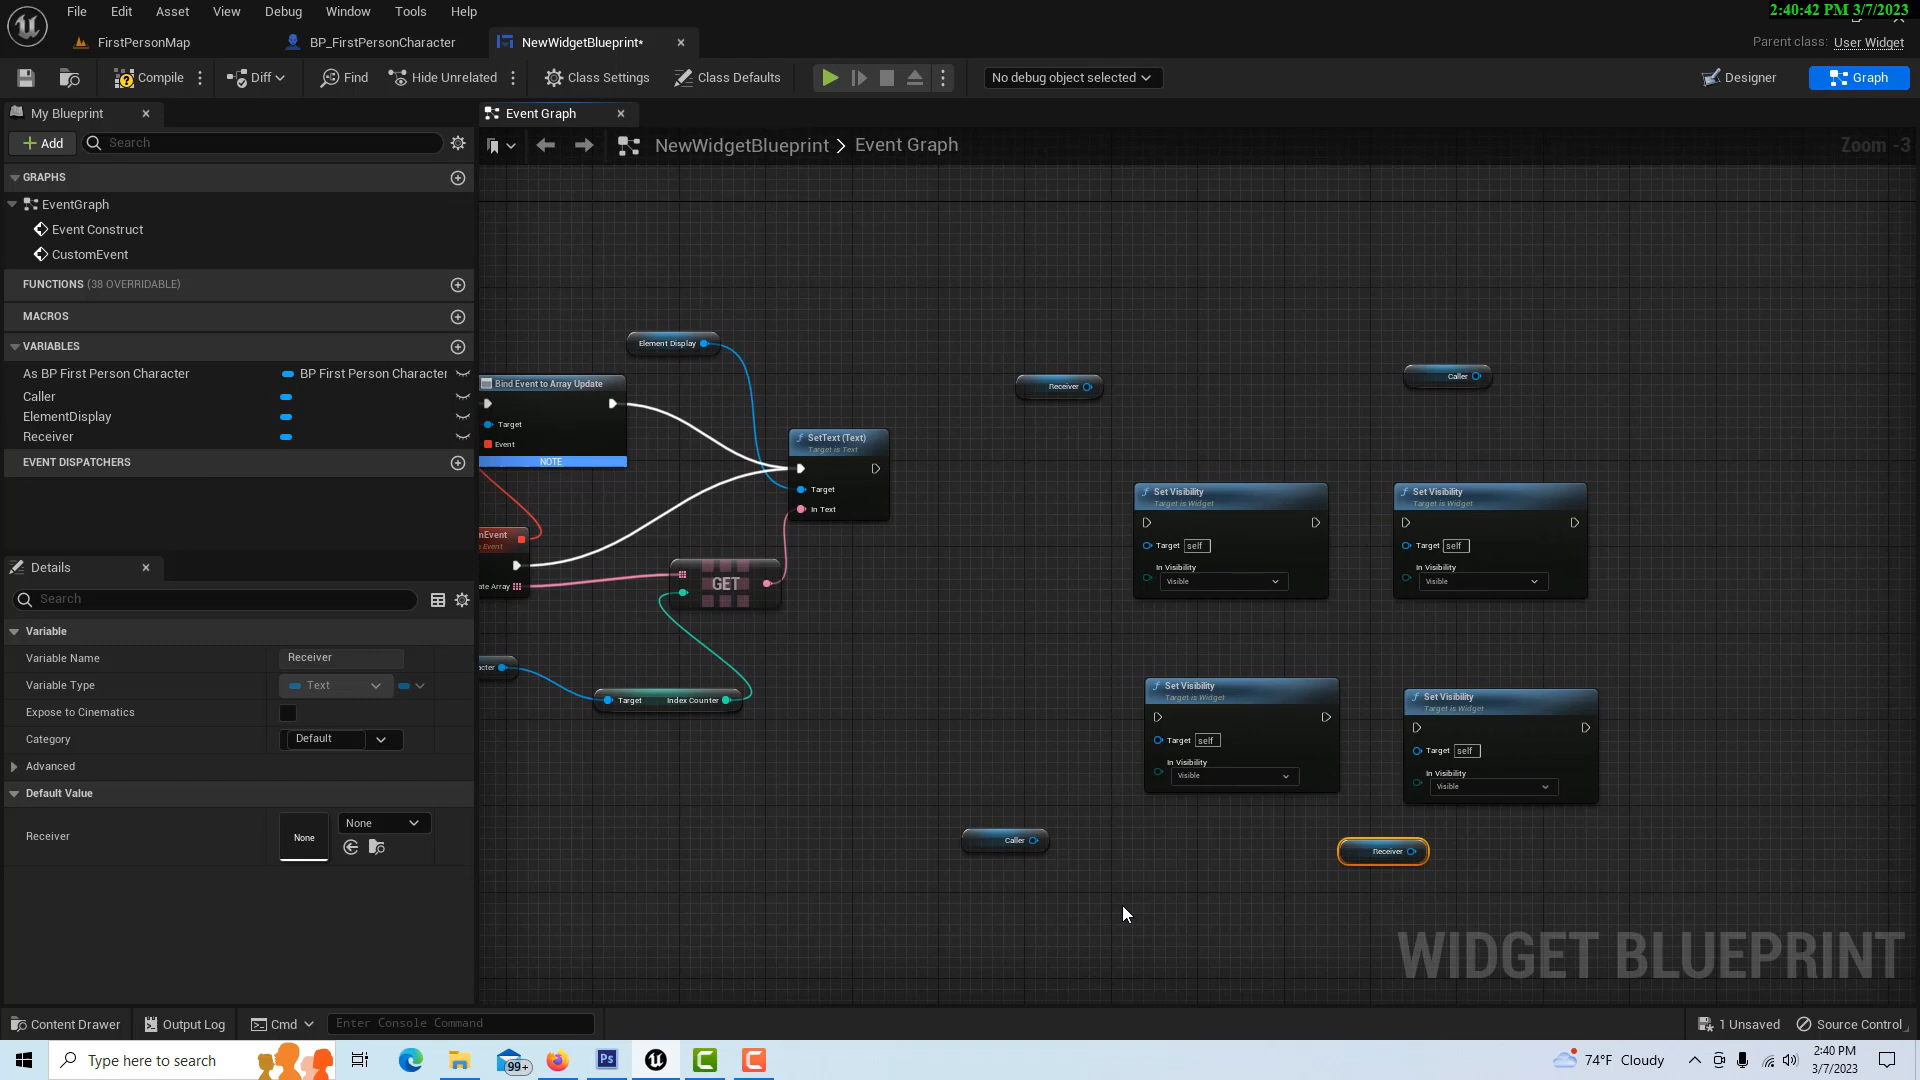 File Edit Asset View Debug Window Tools Help
2:40:42 PM 3/7/2023
FirstPersonMap
BP_FirstPersonCharacter
NewWidgetBlueprint*
Parent class: User Widget
Compile
Diff
Find
Hide Unrelated
Class Settings
Class Defaults
No debug object selected
Designer
Graph
My Blueprint
Event Graph
Add
Search
NewWidgetBlueprint > Event Graph
Zoom -3
GRAPHS
EventGraph
Event Construct
CustomEvent
FUNCTIONS (38 OVERRIDABLE)
MACROS
VARIABLES
As BP First Person Character
BP First Person Character
Caller
ElementDisplay
Receiver
EVENT DISPATCHERS
Details
Search
Variable
Variable Name
Receiver
Variable Type
Text
Expose to Cinematics
Category
Default
Advanced
Default Value
Receiver
None
None
Element Display
Bind Event to Array Update
Target
Event
NOTE
SetText (Text)
Target is Text
Target
In Text
nEvent
m Event
ate Array
GET
acter
Target
Index Counter
Receiver
Caller
Set Visibility
Target is Widget
Target self
In Visibility
Visible
Set Visibility
Target is Widget
Target self
In Visibility
Visible
Set Visibility
Target is Widget
Target self
In Visibility
Visible
Set Visibility
Target is Widget
Target self
In Visibility
Visible
Caller
Receiver
WIDGET BLUEPRINT
Content Drawer
Output Log
Cmd
Enter Console Command
1 Unsaved
Source Control
Type here to search
99+
Ps
74°F Cloudy
2:40 PM
3/7/2023